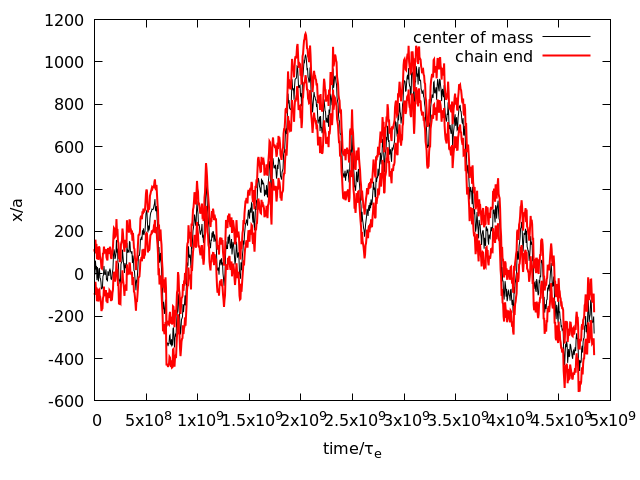 1200
1000
800
600
400
200
0
-200
-400
-600
x/a
center of mass
chain end
0 5x10⁸ 1x10⁹ 1.5x10⁹ 2x10⁹ 2.5x10⁹ 3x10⁹ 3.5x10⁹ 4x10⁹ 4.5x10⁹ 5x10⁹
time/τₑ